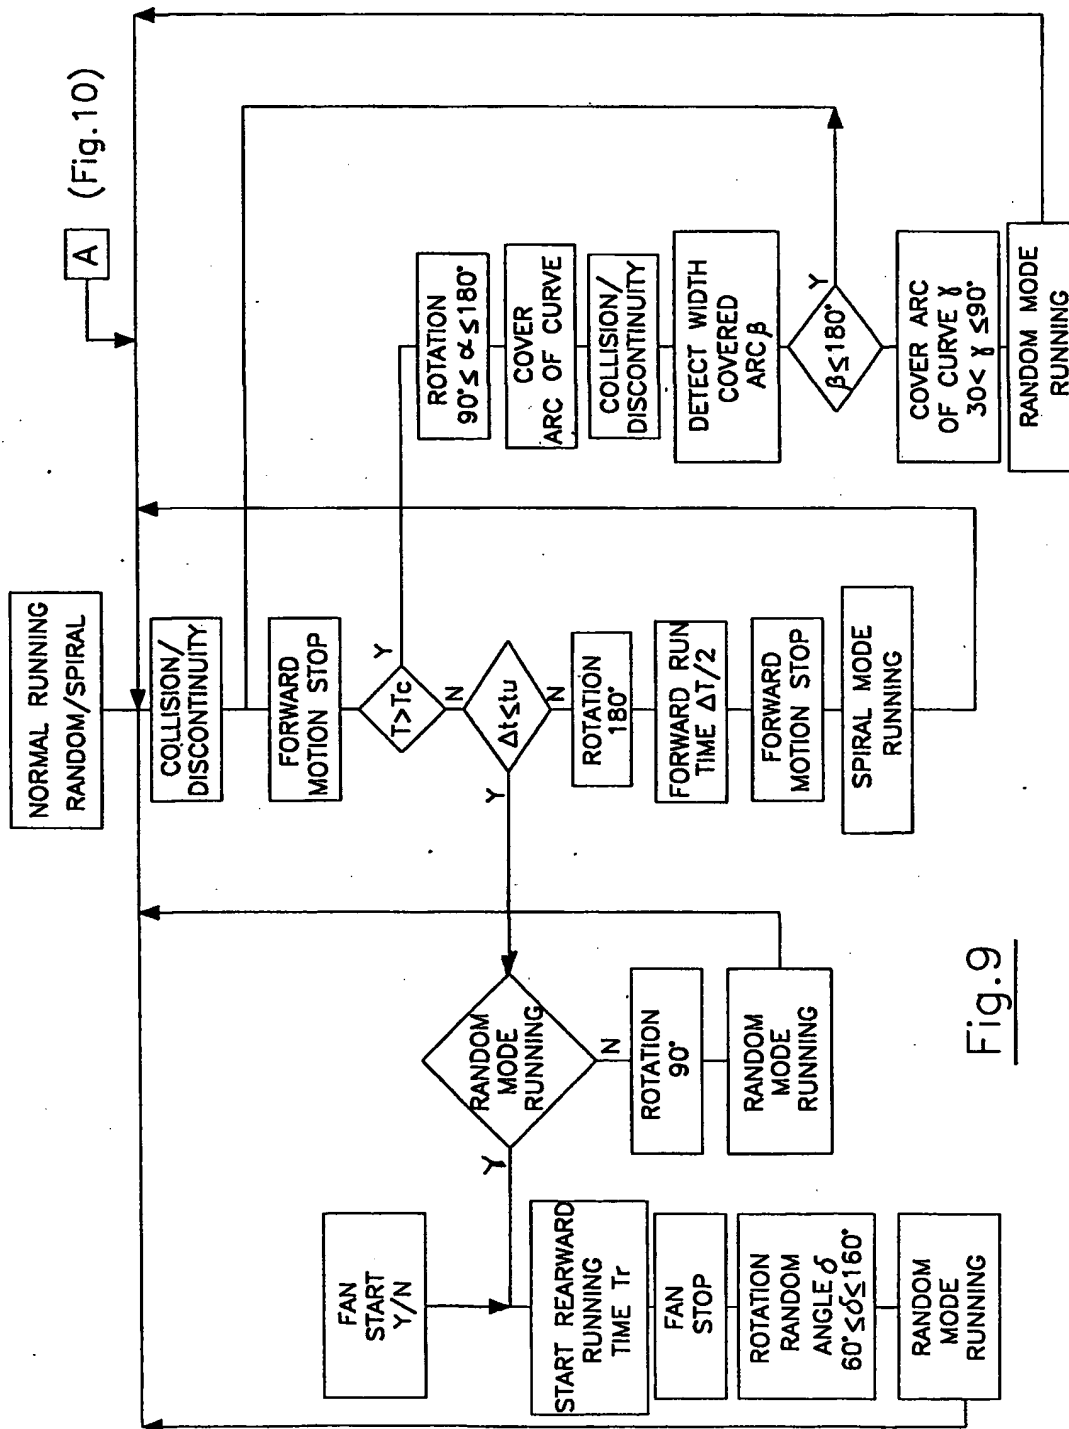 A (Fig.10)
NORMAL RUNNING
RANDOM/SPIRAL
COLLISION/
DISCONTINUITY
FORWARD
MOTION STOP
T>Tc
Y
N
Δt≤tu
Y
N
ROTATION
180°
FORWARD RUN
TIME ΔT/2
FORWARD
MOTION STOP
SPIRAL MODE
RUNNING
ROTATION
90°≤ α ≤180°
COVER
ARC OF CURVE
COLLISION/
DISCONTINUITY
DETECT WIDTH
COVERED
ARC β
β≤180°
Y
COVER ARC
OF CURVE γ
30< γ ≤90°
RANDOM MODE
RUNNING
RANDOM
MODE
RUNNING
Y
N
ROTATION
90°
RANDOM
MODE
RUNNING
FAN
START
Y/N
START REARWARD
RUNNING
TIME Tr
FAN
STOP
ROTATION
RANDOM
ANGLE δ
60°≤δ≤160°
RANDOM
MODE
RUNNING
Fig.9